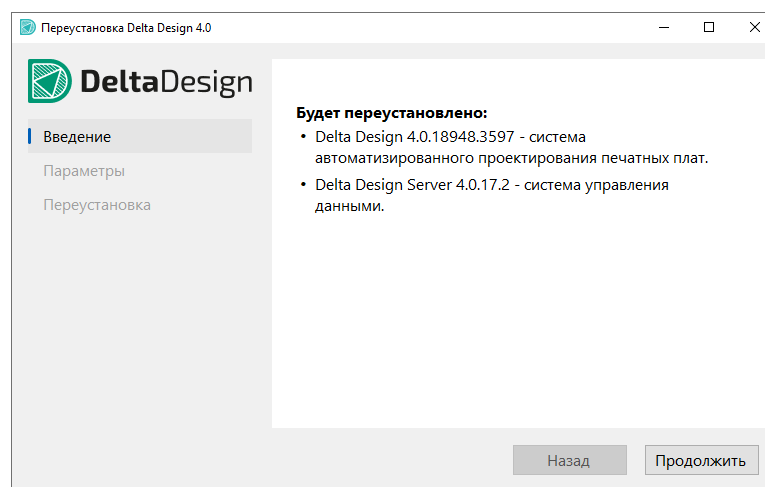 Переустановка Delta Design 4.0
DeltaDesign
Введение
Параметры
Переустановка
Будет переустановлено:
• Delta Design 4.0.18948.3597 - система
автоматизированного проектирования печатных плат.
• Delta Design Server 4.0.17.2 - система управления
данными.
Назад
Продолжить